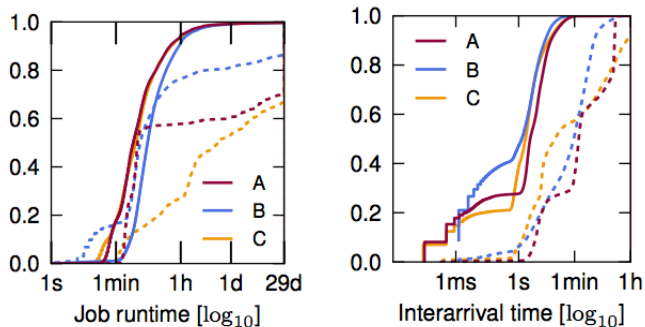 1.0
0.8
0.6
0.4
0.2
0.0
A
B
C
1s 1min 1h 1d 29d
Job runtime [log₁₀]
1.0
0.8
0.6
0.4
0.2
0.0
A
B
C
1ms 1s 1min 1h
Interarrival time [log₁₀]